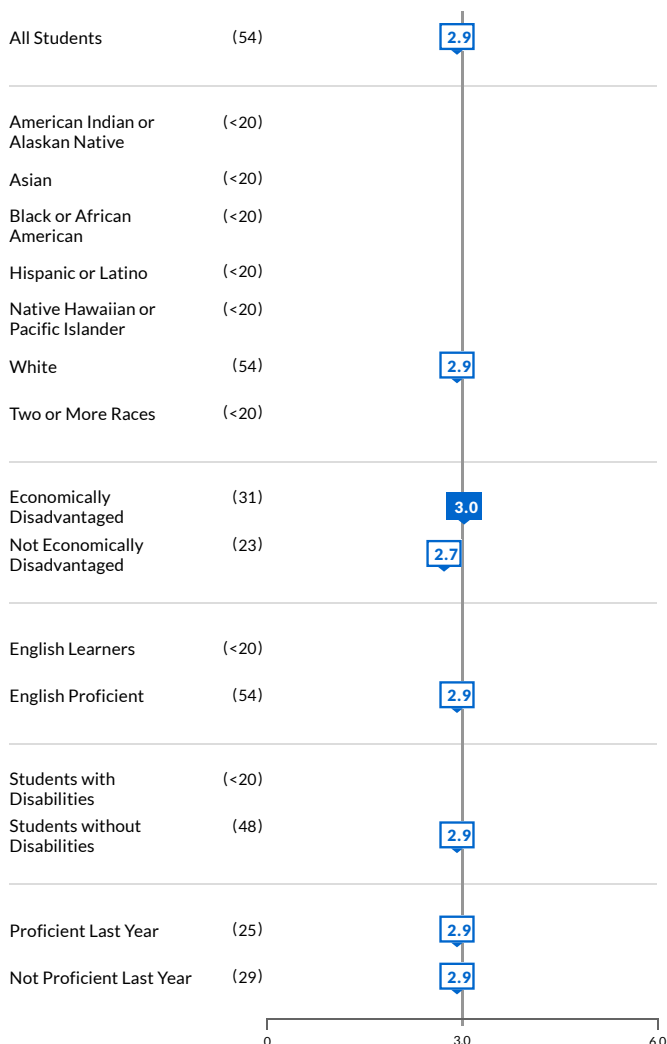 All Students (54) 2.9
American Indian or (<20)
Alaskan Native
Asian (<20)
Black or African (<20)
American
Hispanic or Latino (<20)
Native Hawaiian or (<20)
Pacific Islander
White (54) 2.9
Two or More Races (<20)
Economically (31) 3.0
Disadvantaged
Not Economically (23) 2.7
Disadvantaged
English Learners (<20)
English Proficient (54) 2.9
Students with (<20)
Disabilities
Students without (48) 2.9
Disabilities
Proficient Last Year (25) 2.9
Not Proficient Last Year (29) 2.9
0 3.0 6.0